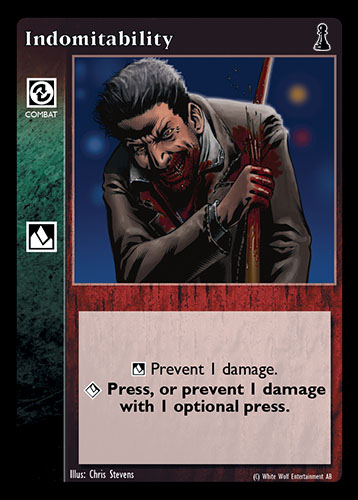 Indomitability
COMBAT
Prevent 1 damage.
Press, or prevent 1 damage
with 1 optional press.
Illus: Chris Stevens
(C) White Wolf Entertainment AB